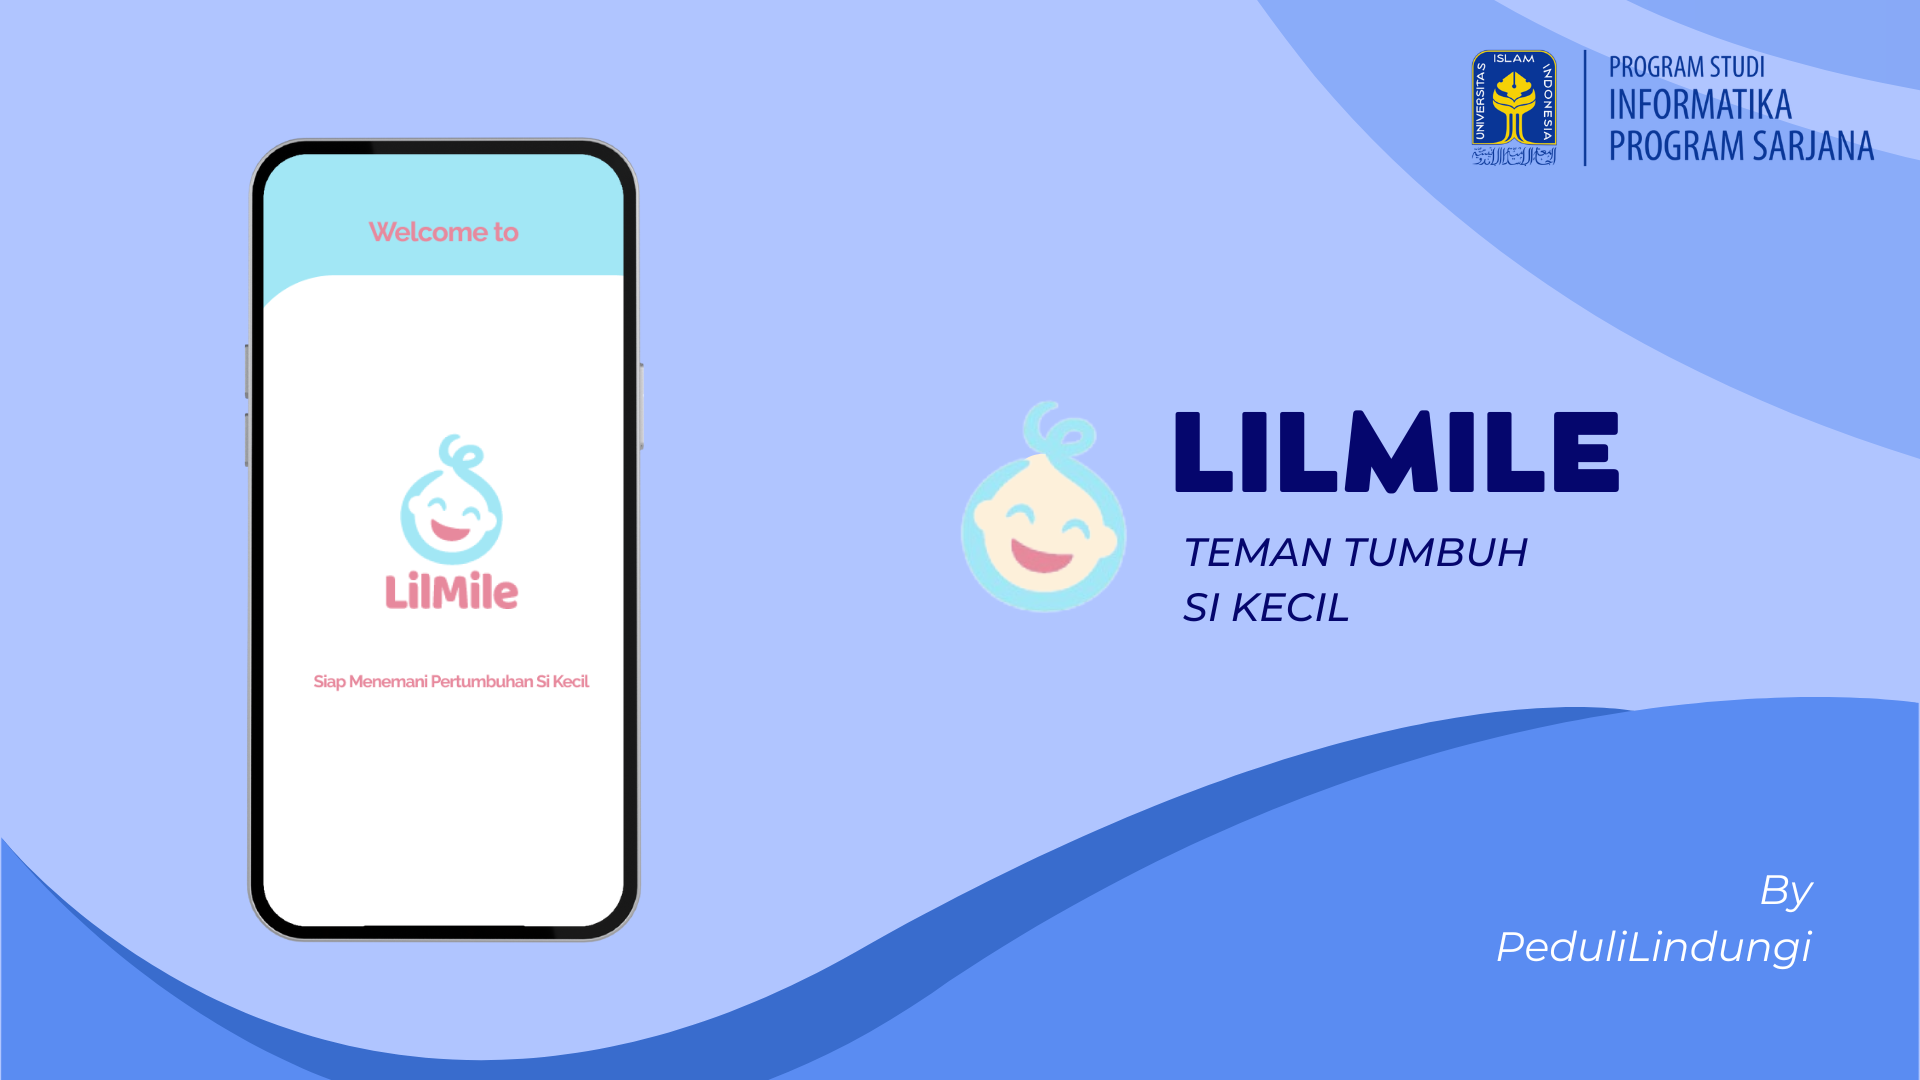 UNIVERSITAS ISLAM INDONESIA
PROGRAM STUDI
INFORMATIKA
PROGRAM SARJANA
Welcome to
LilMile
Siap Menemani Pertumbuhan Si Kecil
LILMILE
TEMAN TUMBUH
SI KECIL
By
PeduliLindungi